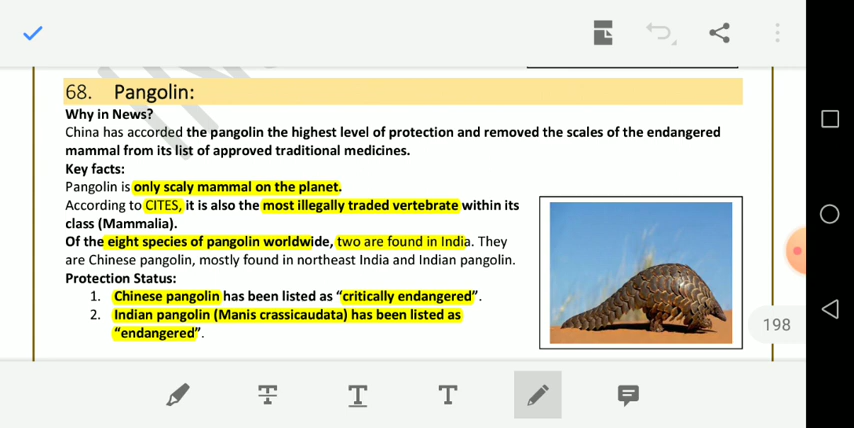 68. Pangolin:
Why in News?
China has accorded the pangolin the highest level of protection and removed the scales of the endangered
mammal from its list of approved traditional medicines.
Key facts:
Pangolin is only scaly mammal on the planet.
According to CITES, it is also the most illegally traded vertebrate within its
class (Mammalia).
Of the eight species of pangolin worldwide, two are found in India. They
are Chinese pangolin, mostly found in northeast India and Indian pangolin.
Protection Status:
1. Chinese pangolin has been listed as “critically endangered”.
2. Indian pangolin (Manis crassicaudata) has been listed as
“endangered”.
198